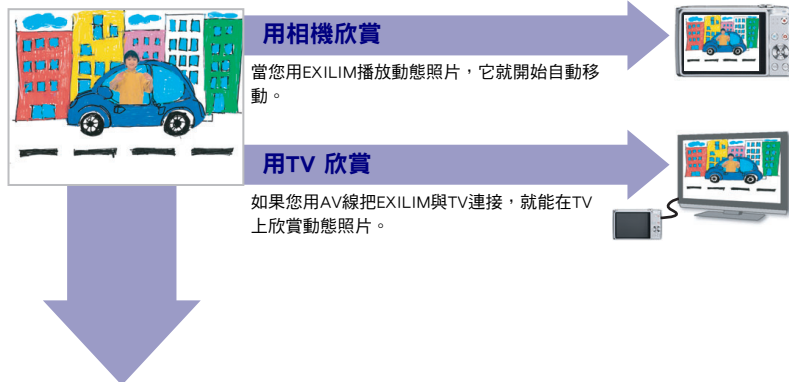 用相機欣賞
當您用EXILIM播放動態照片，它就開始自動移
動。
用TV 欣賞
如果您用AV線把EXILIM與TV連接，就能在TV
上欣賞動態照片。